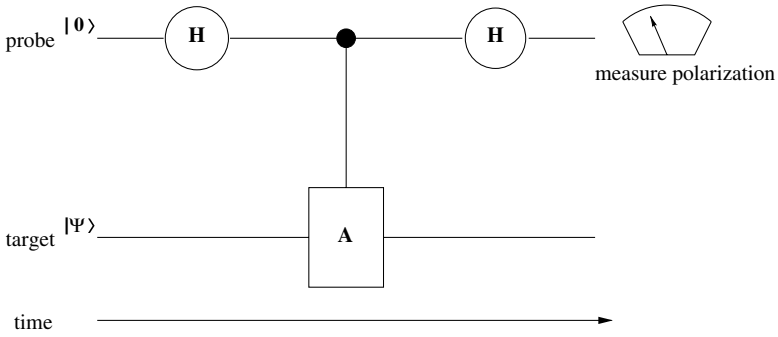 probe |0⟩ H H
measure polarization
target |Ψ⟩ A
time